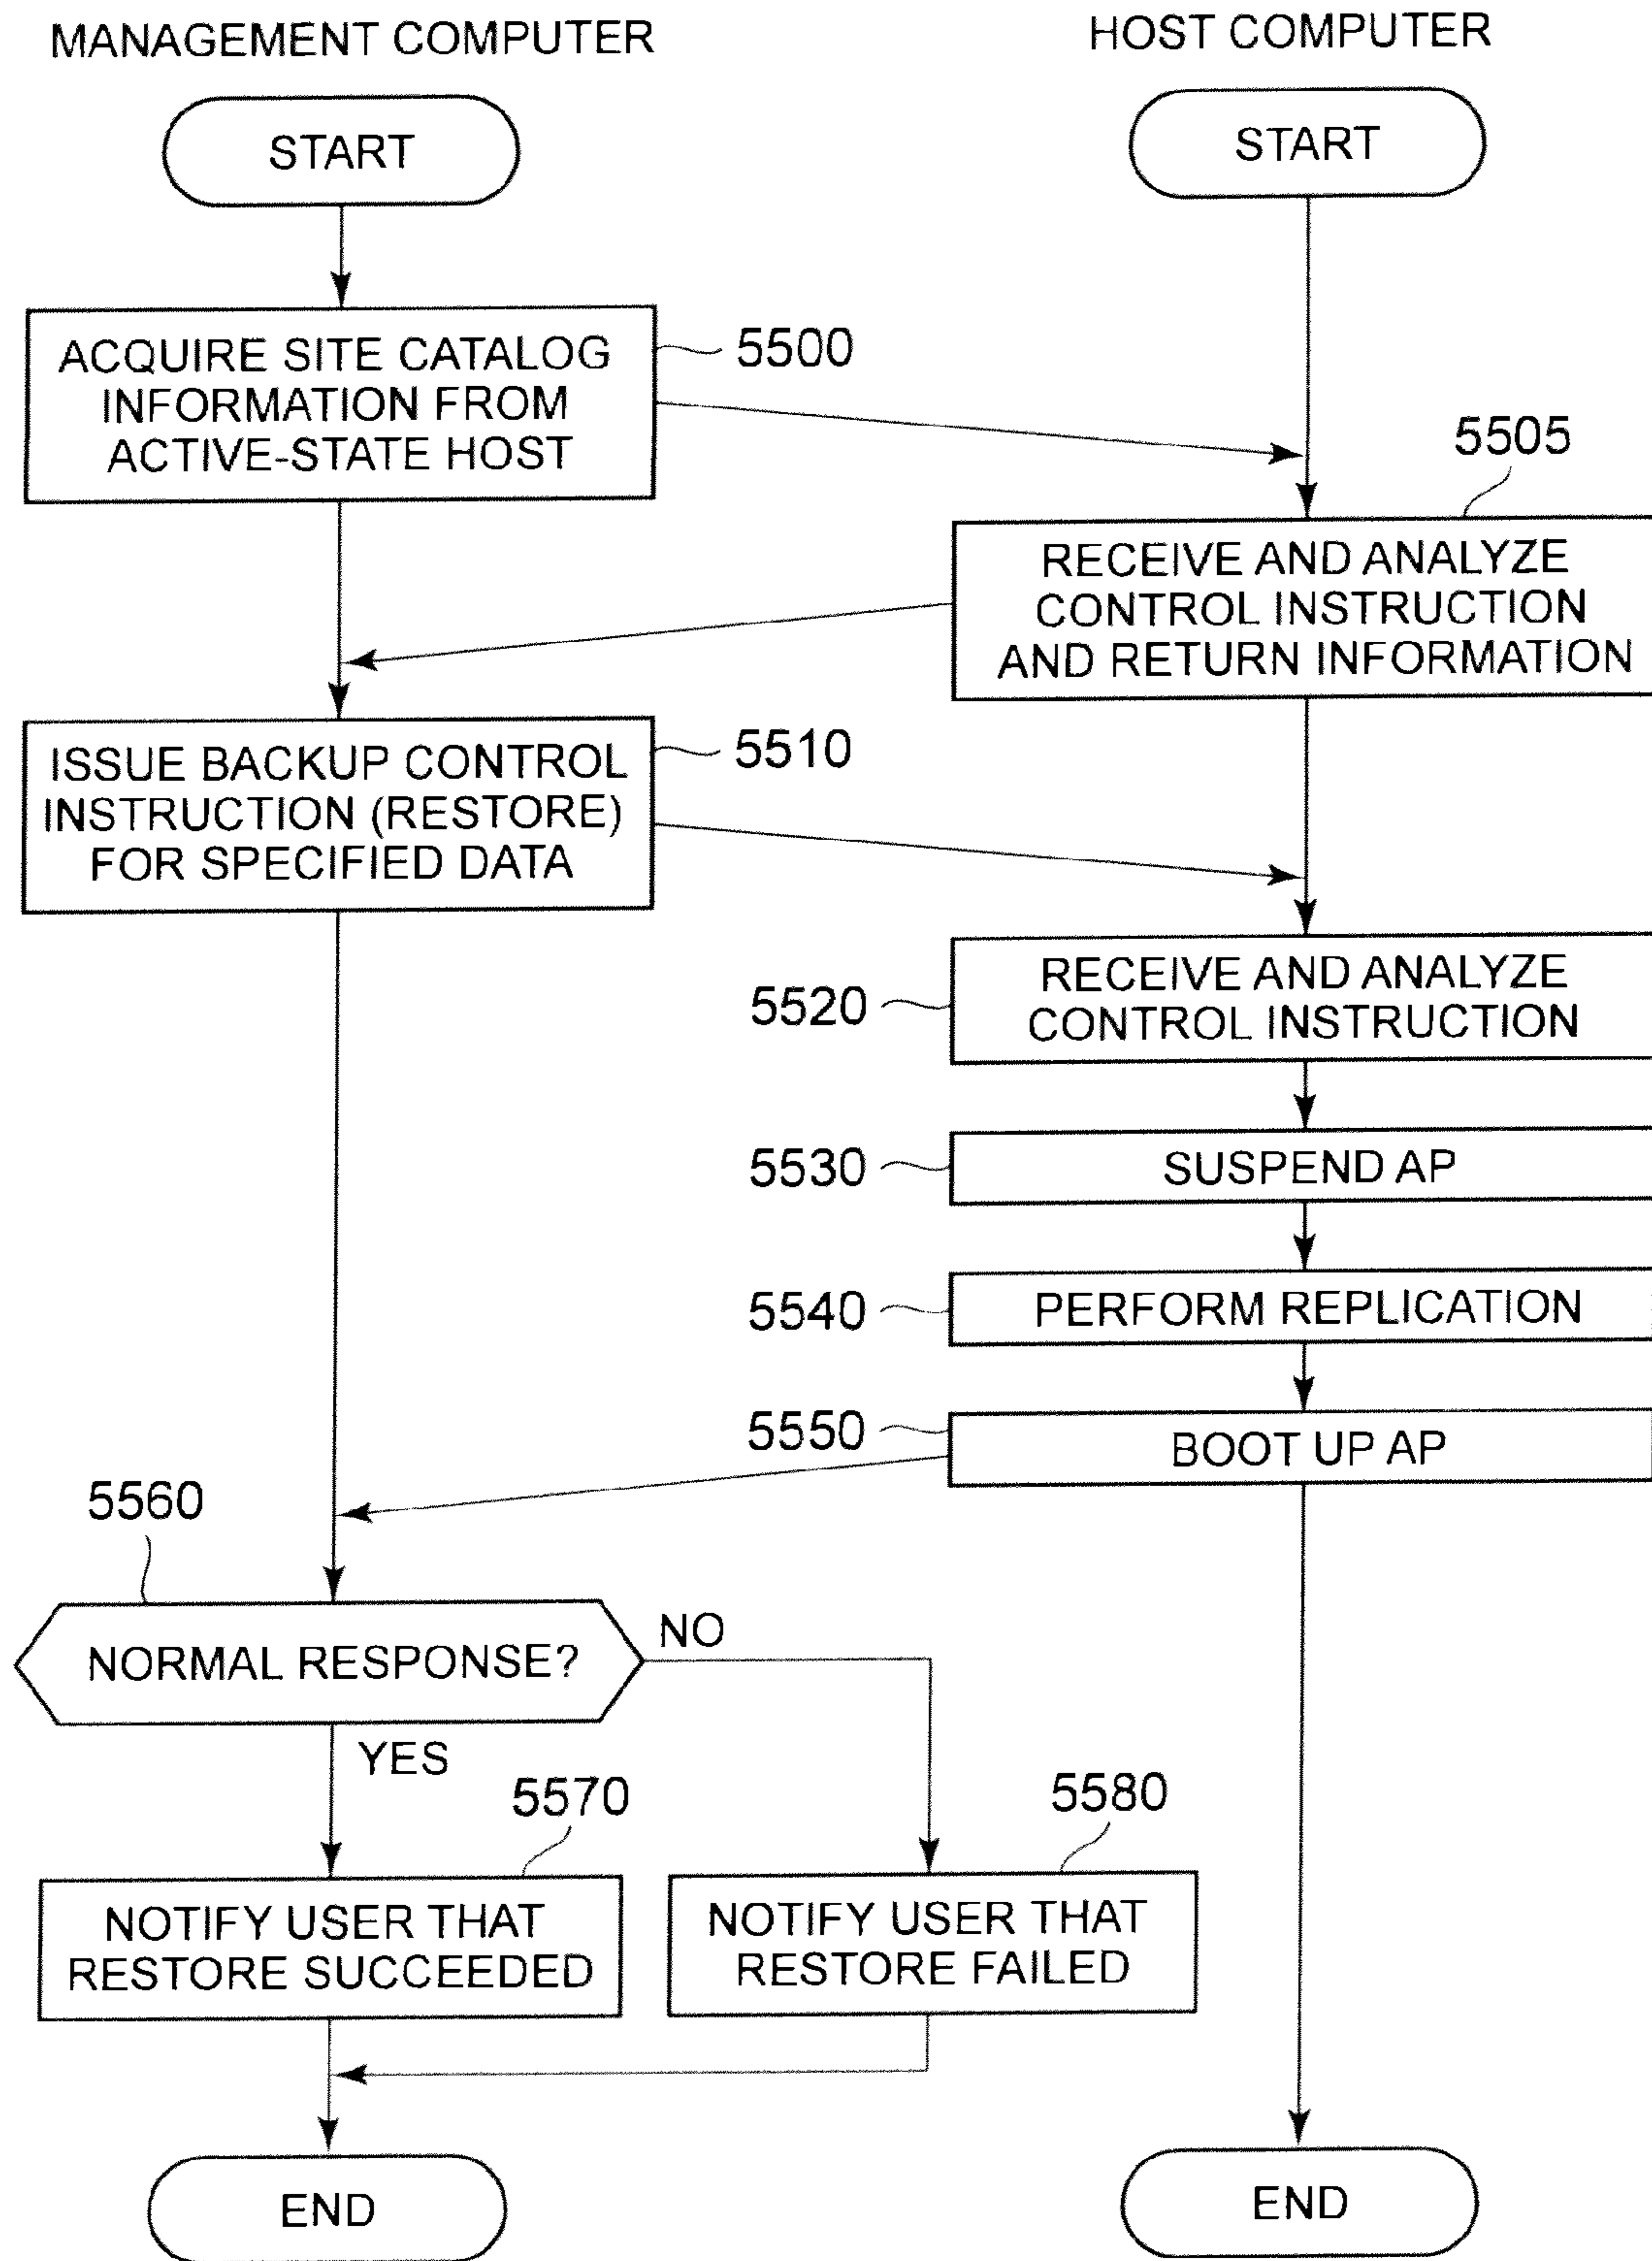 MANAGEMENT COMPUTER
HOST COMPUTER
START
START
ACQUIRE SITE CATALOG
INFORMATION FROM
ACTIVE-STATE HOST
5500
5505
RECEIVE AND ANALYZE
CONTROL INSTRUCTION
AND RETURN INFORMATION
ISSUE BACKUP CONTROL
INSTRUCTION (RESTORE)
FOR SPECIFIED DATA
5510
5520
RECEIVE AND ANALYZE
CONTROL INSTRUCTION
5530
SUSPEND AP
5540
PERFORM REPLICATION
5550
BOOT UP AP
5560
NORMAL RESPONSE?
NO
YES
5570
5580
NOTIFY USER THAT
RESTORE SUCCEEDED
NOTIFY USER THAT
RESTORE FAILED
END
END